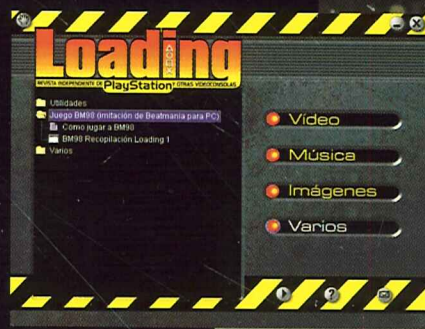 Loading
REVISTA INDEPENDIENTE DE PlayStation Y OTRAS VIDEOCONSOLAS
Utilidades
Juego BM98 (imitación de Beatmania para PC)
Cómo jugar a BM98
BM98 Recopilación Loading 1
Varios
Vídeo
Música
Imágenes
Varios
?